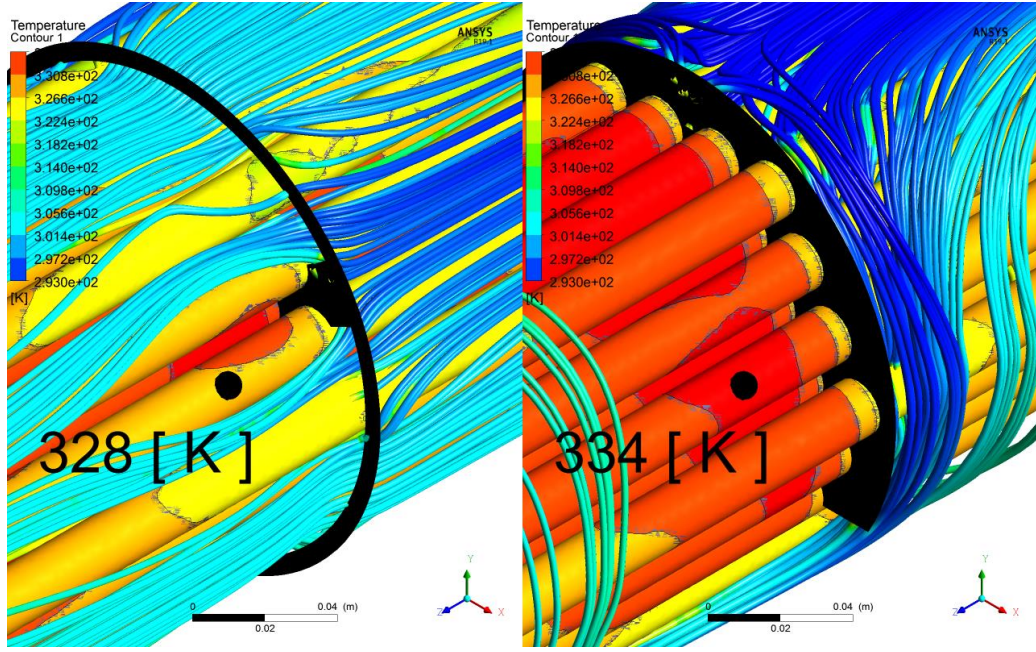 Temperature
Contour 1
3.308e+02
3.266e+02
3.224e+02
3.182e+02
3.140e+02
3.098e+02
3.056e+02
3.014e+02
2.972e+02
2.930e+02
[K]
ANSYS
R19.1
328 [ K ]
0
0.04
(m)
0.02
Y
Z
X
Temperature
Contour 1
3.308e+02
3.266e+02
3.224e+02
3.182e+02
3.140e+02
3.098e+02
3.056e+02
3.014e+02
2.972e+02
2.930e+02
[K]
ANSYS
R19.1
334 [ K ]
0
0.04
(m)
0.02
Y
Z
X